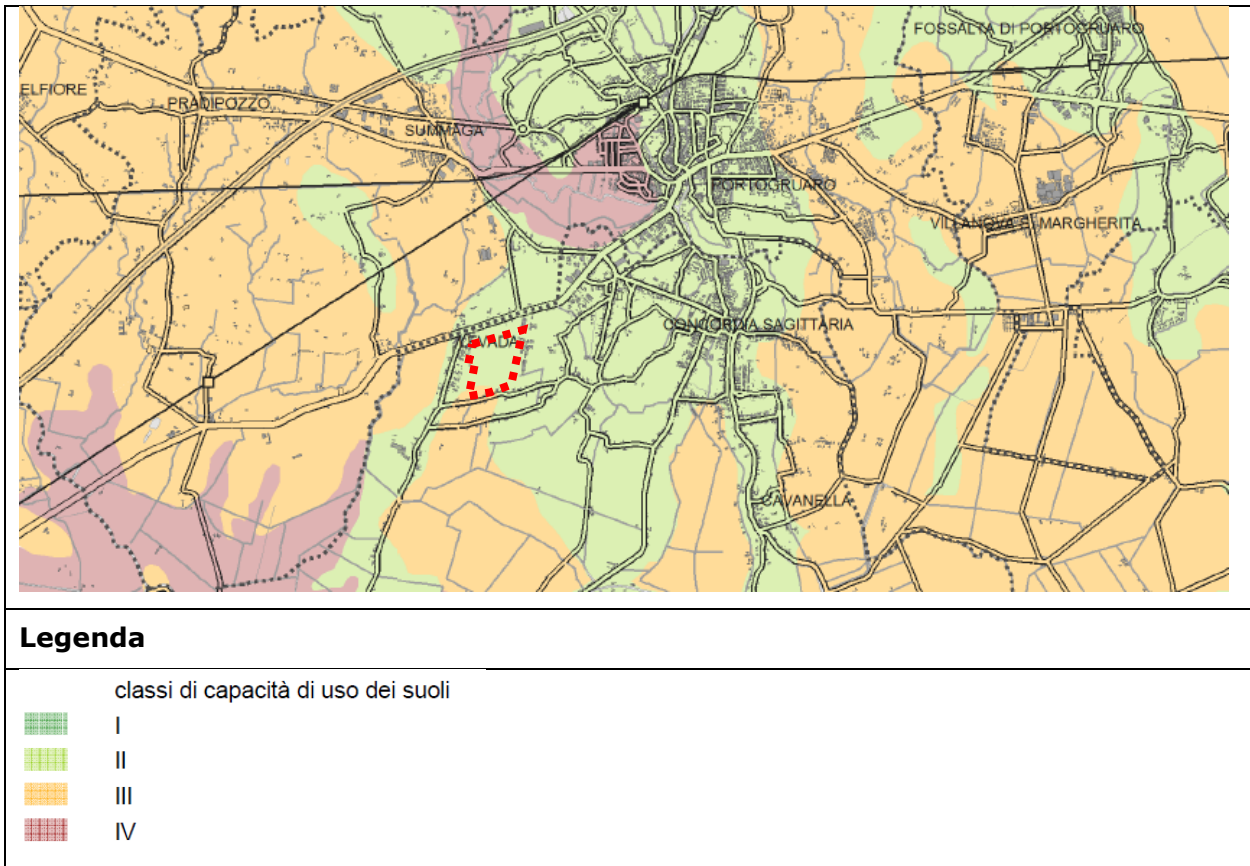 FOSSALTA DI PORTOGRUARO
ELFIORE
PRADIPOZZO
SUMMAGA
PORTOGRUARO
VILLANOVA S. MARGHERITA
CONCORDIA SAGITTARIA
CAVANELLA
Legenda
classi di capacità di uso dei suoli
I
II
III
IV